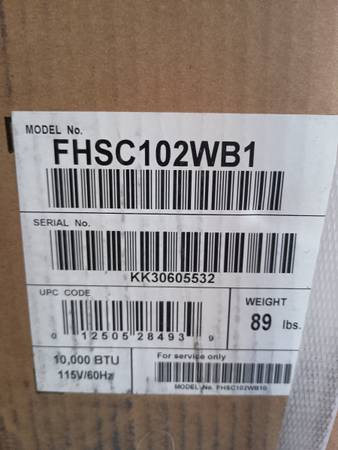 MODEL No.
FHSC102WB1
SERIAL No.
KK30605532
UPC CODE
0 12505 28493 9
WEIGHT
89 lbs.
10,000 BTU
115V/60Hz
For service only
MODEL No. FHSC102WB10